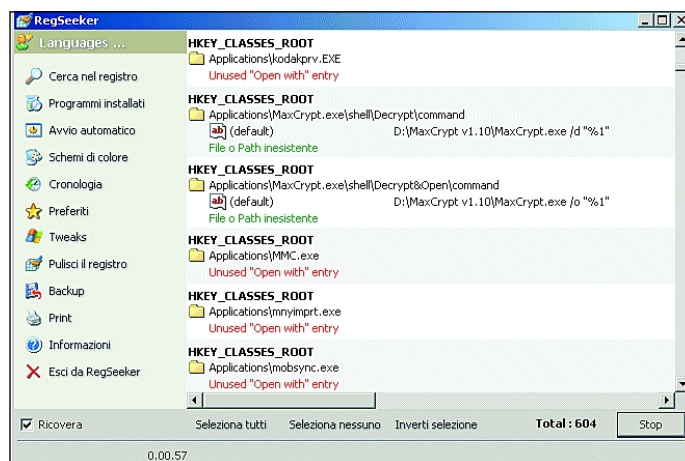 RegSeeker
Languages ...
Cerca nel registro
Programmi installati
Avvio automatico
Schemi di colore
Cronologia
Preferiti
Tweaks
Pulisci il registro
Backup
Print
Informazioni
Esci da RegSeeker
HKEY_CLASSES_ROOT
Applications\kodakprv.EXE
Unused "Open with" entry
HKEY_CLASSES_ROOT
Applications\MaxCrypt.exe\shell\Decrypt\command
ab (default) D:\MaxCrypt v1.10\MaxCrypt.exe /d "%1"
File o Path inesistente
HKEY_CLASSES_ROOT
Applications\MaxCrypt.exe\shell\Decrypt&Open\command
ab (default) D:\MaxCrypt v1.10\MaxCrypt.exe /o "%1"
File o Path inesistente
HKEY_CLASSES_ROOT
Applications\MMC.exe
Unused "Open with" entry
HKEY_CLASSES_ROOT
Applications\mnyimprt.exe
Unused "Open with" entry
HKEY_CLASSES_ROOT
Applications\mobsync.exe
Unused "Open with" entry
Ricovera Seleziona tutti Seleziona nessuno Inverti selezione Total : 604 Stop
0.00.57